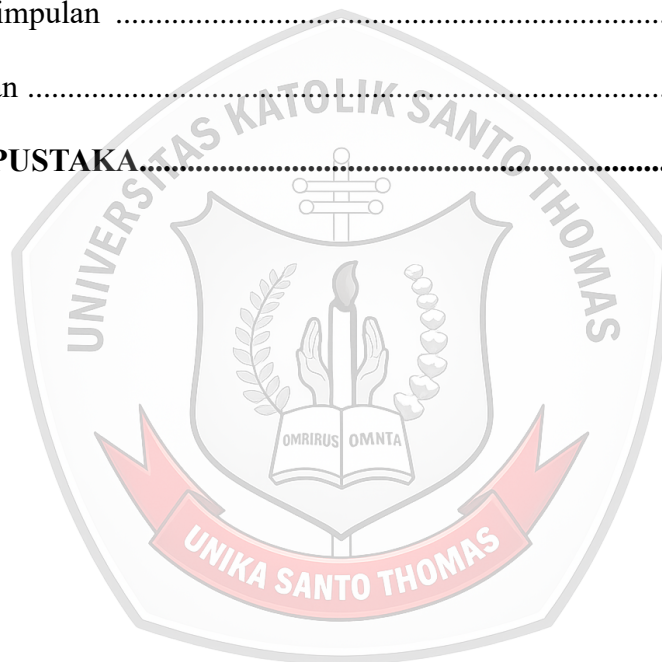 impulan ........................................................................
n ........................................................................
PUSTAKA........................................................................
UNIVERSITAS KATOLIK SANTO THOMAS
OMRIRUS OMNTA
UNIKA SANTO THOMAS